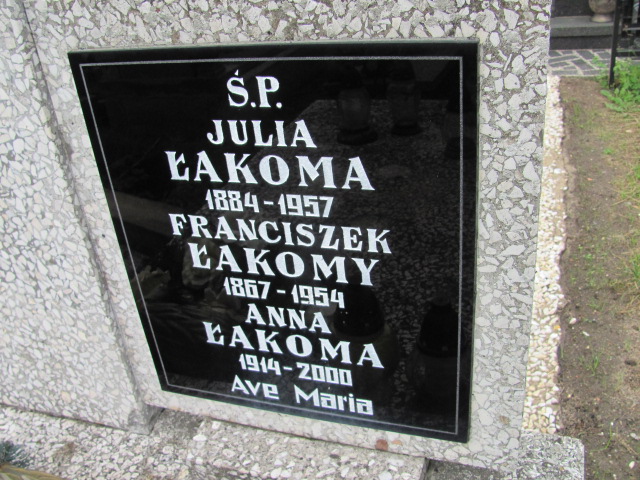 Ś.P.
JULIA
ŁAKOMA
1884-1957
FRANCISZEK
ŁAKOMY
1867-1954
ANNA
ŁAKOMA
1914-2000
Ave Maria